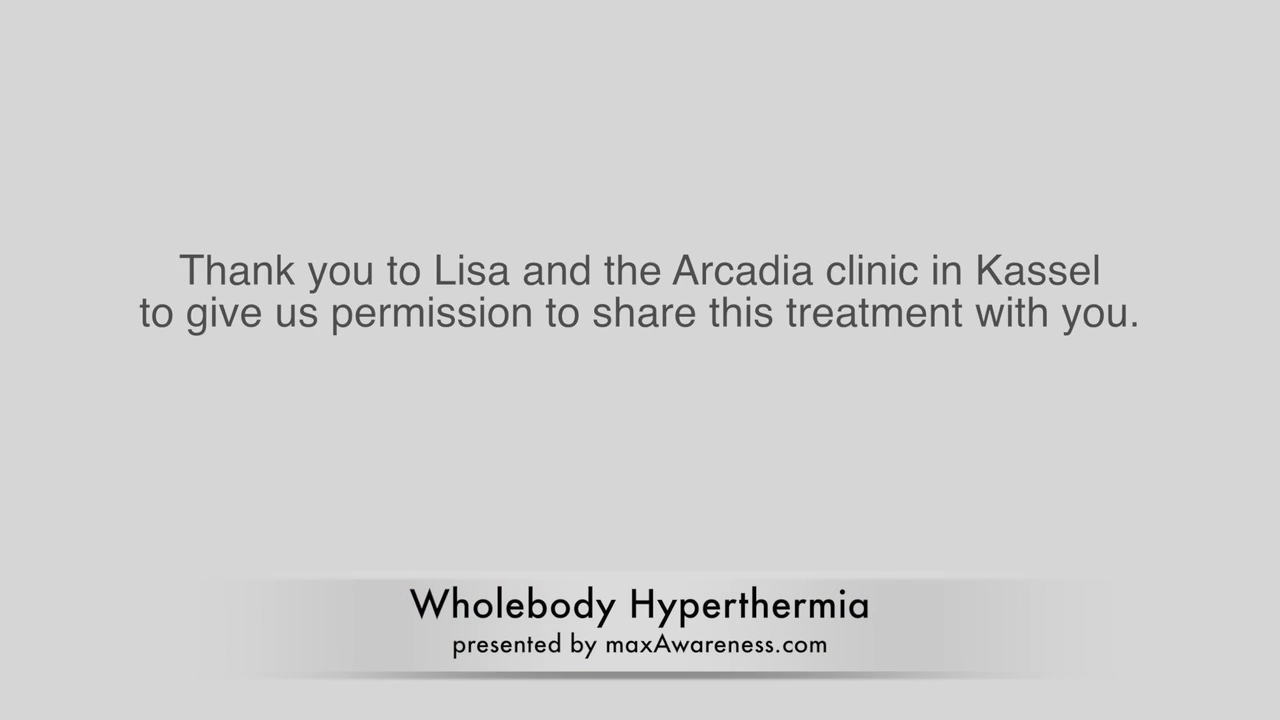 Thank you to Lisa and the Arcadia clinic in Kassel
to give us permission to share this treatment with you.
Wholebody Hyperthermia
presented by maxAwareness.com